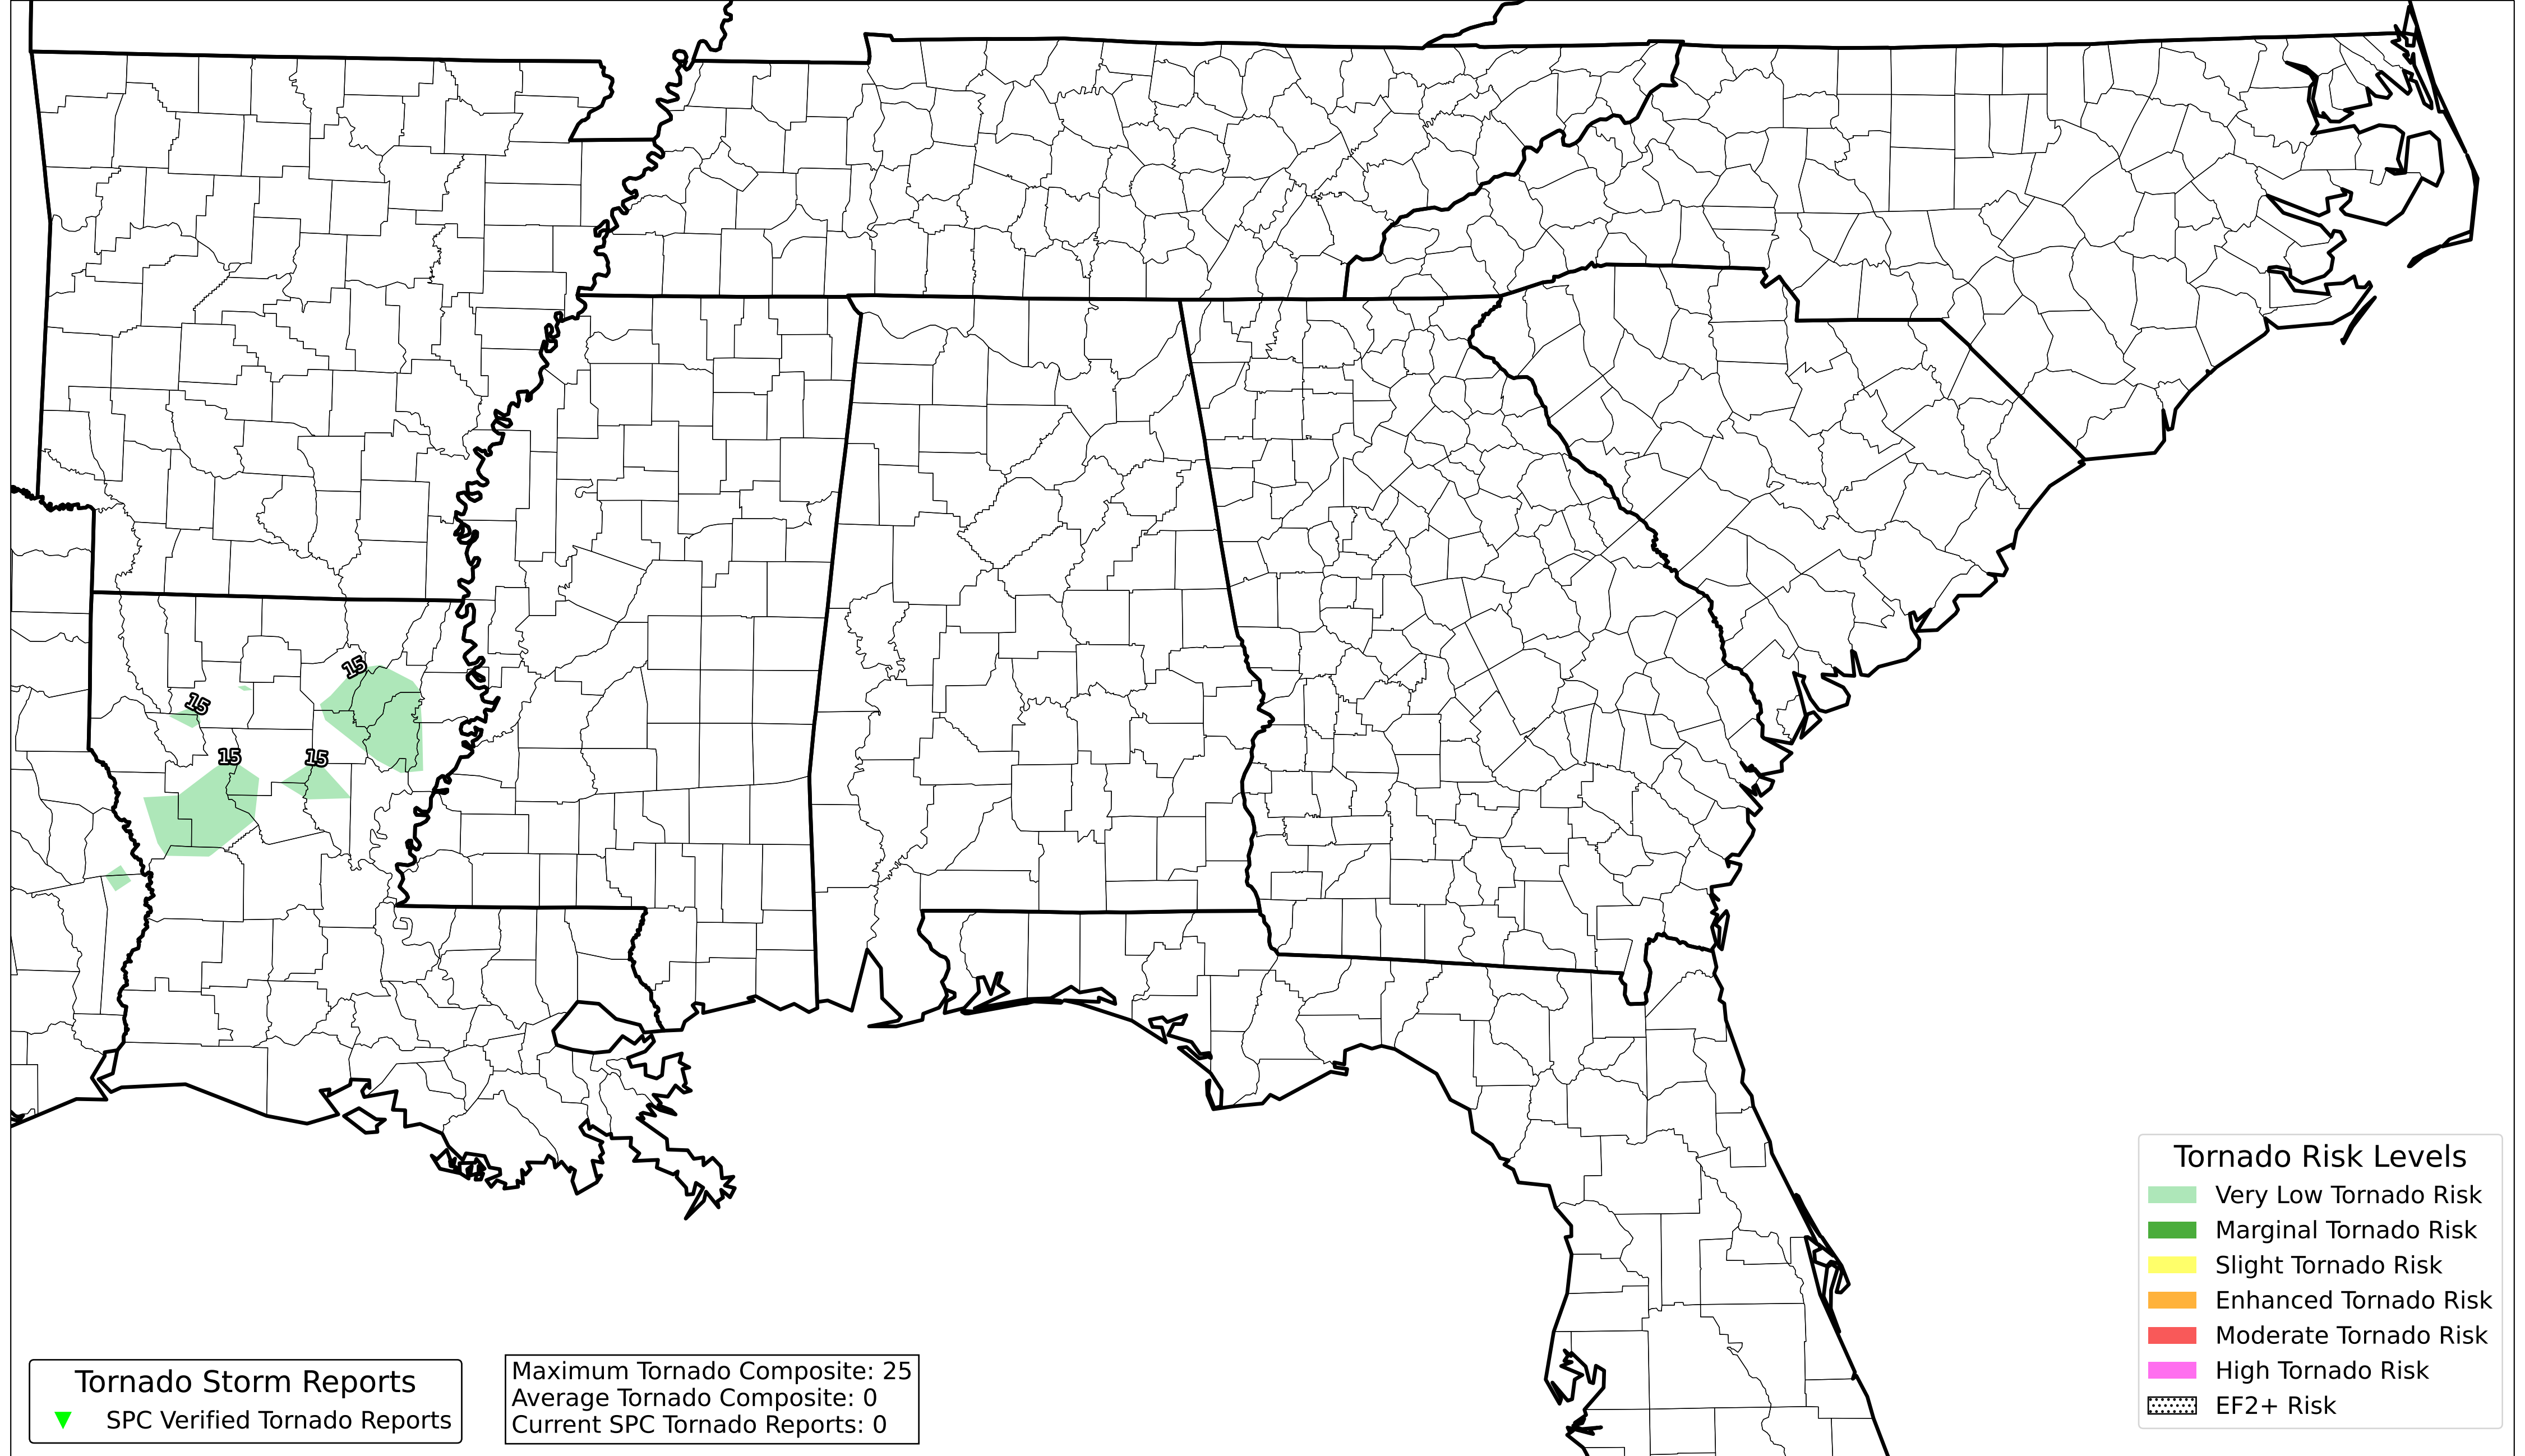 15
15
15
15
Tornado Risk Levels
Very Low Tornado Risk
Marginal Tornado Risk
Slight Tornado Risk
Enhanced Tornado Risk
Moderate Tornado Risk
High Tornado Risk
EF2+ Risk
Tornado Storm Reports
SPC Verified Tornado Reports
Maximum Tornado Composite: 25
Average Tornado Composite: 0
Current SPC Tornado Reports: 0